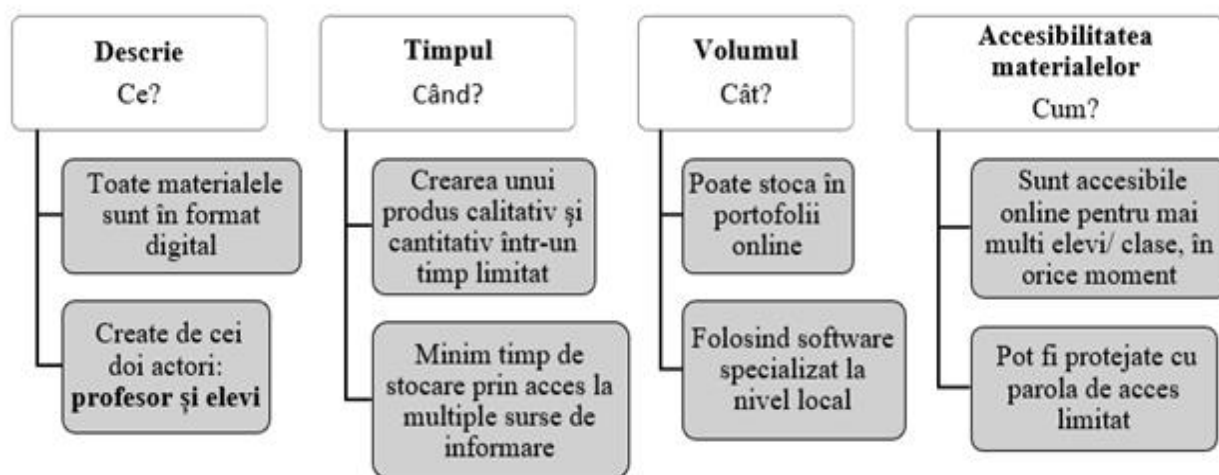 Descrie
Ce?
Toate materialele
sunt în format
digital
Create de cei
doi actori:
profesor și elevi
Timpul
Când?
Crearea unui
produs calitativ şi
cantitativ într-un
timp limitat
Minim timp de
stocare prin acces la
multiple surse de
informare
Volumul
Cât?
Poate stoca în
portofolii
online
Folosind software
specializat la
nivel local
Accesibilitatea
materialelor
Cum?
Sunt accesibile
online pentru mai
multi elevi/ clase, în
orice moment
Pot fi protejate cu
parola de acces
limitat